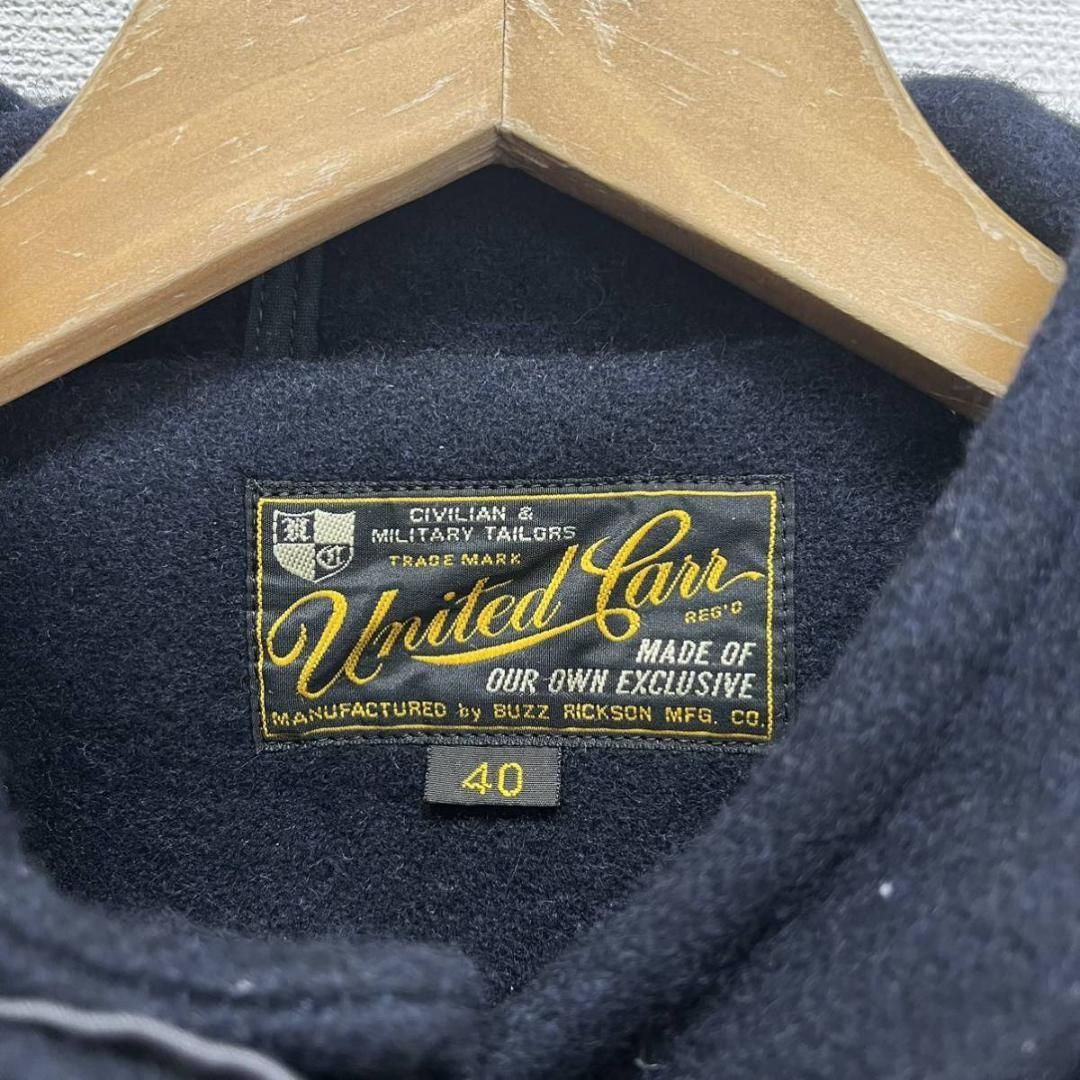 CIVILIAN &
MILITARY TAILORS
TRADE MARK
United Carr
REG'D
MADE OF
OUR OWN EXCLUSIVE
MANUFACTURED by BUZZ RICKSON MFG. CO.
40